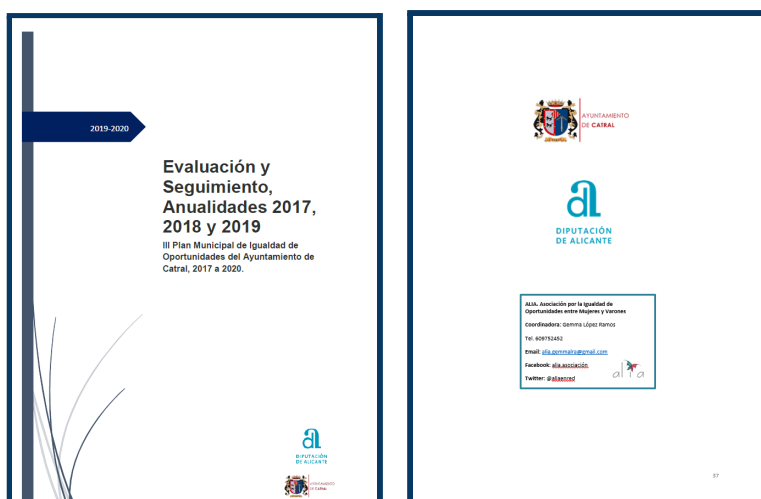 2019-2020
Evaluación y
Seguimiento,
Anualidades 2017,
2018 y 2019
III Plan Municipal de Igualdad de
Oportunidades del Ayuntamiento de
Catral, 2017 a 2020.
DIPUTACIÓN
DE ALICANTE
AYUNTAMIENTO
DE CATRAL
AYUNTAMIENTO
DE CATRAL
DIPUTACIÓN
DE ALICANTE
ALIA. Asociación por la Igualdad de
Oportunidades entre Mujeres y Varones
Coordinadora: Gemma López Ramos
Tel. 609752452
Email: alia.gemmalra@gmail.com
Facebook: alia.asociación
Twitter: @aliaenred
alia
37